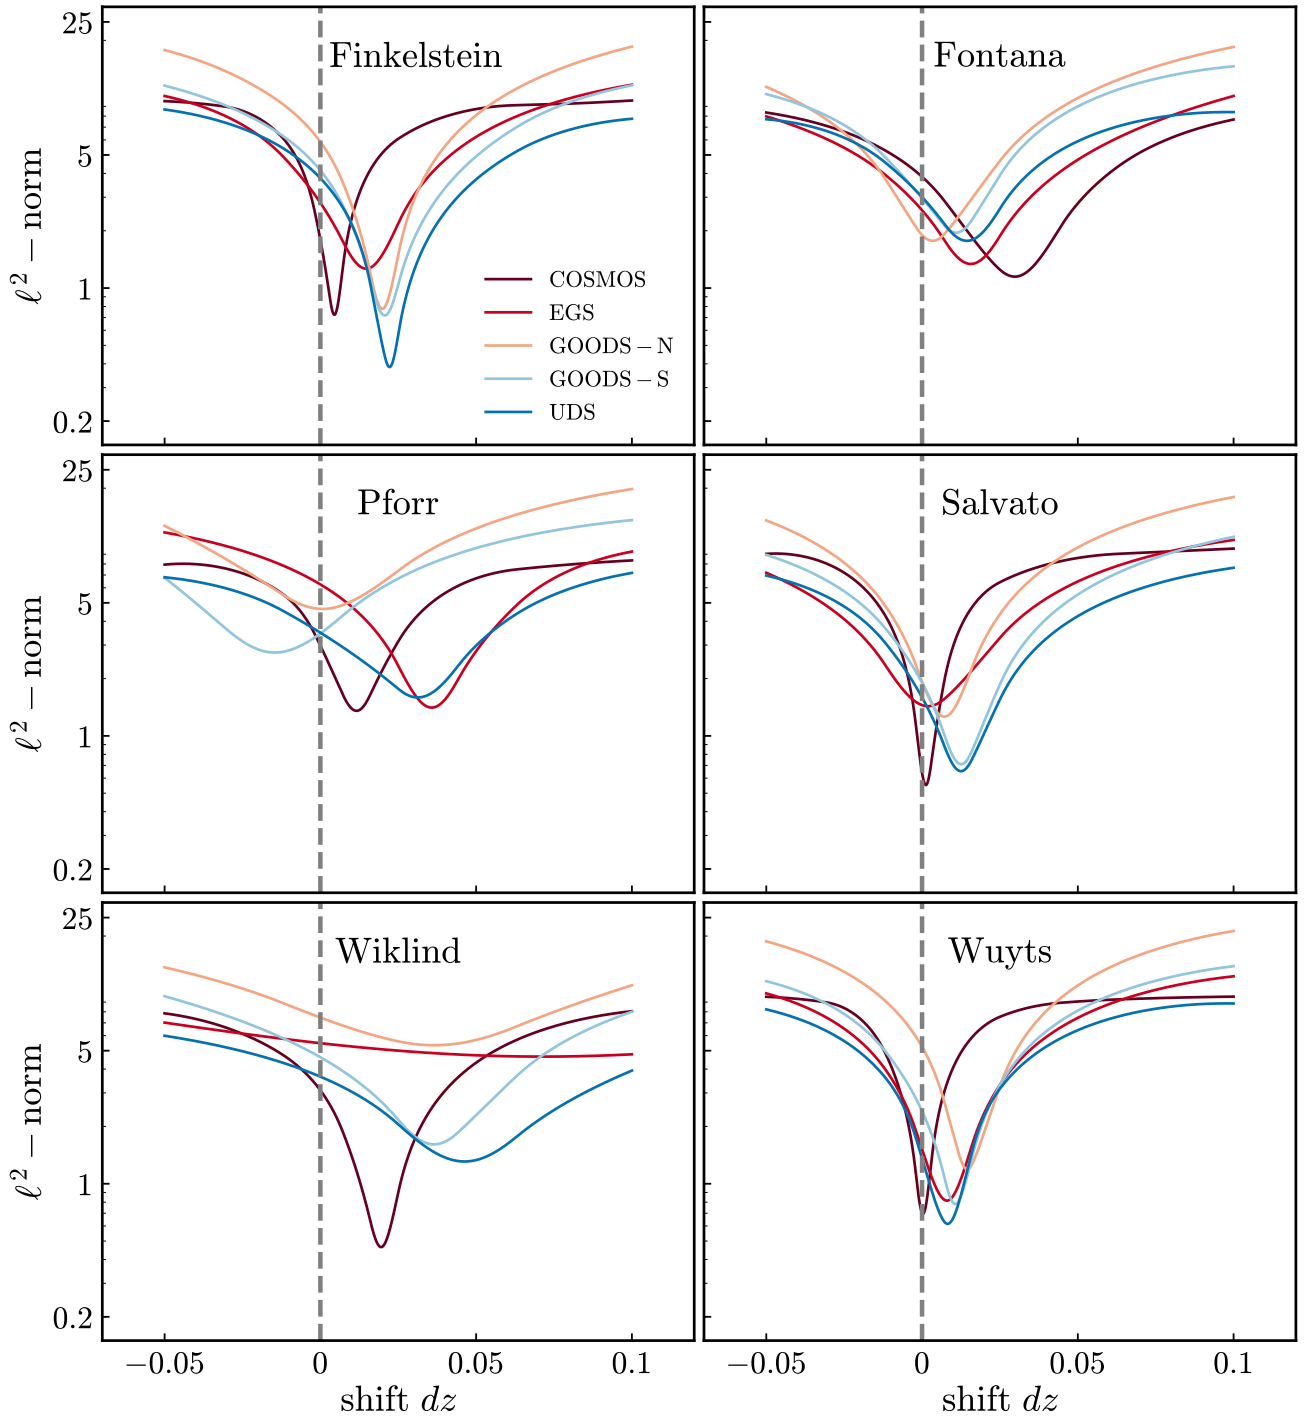 Finkelstein
25
5
1
0.2
ℓ² − norm
COSMOS
EGS
GOODS − N
GOODS − S
UDS
Fontana
Pforr
25
5
1
0.2
ℓ² − norm
Salvato
Wiklind
25
5
1
0.2
ℓ² − norm
−0.05 0 0.05 0.1
shift dz
Wuyts
−0.05 0 0.05 0.1
shift dz